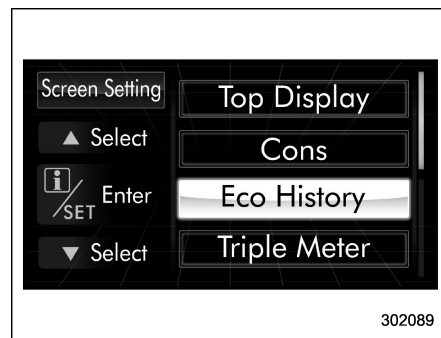 Screen Setting
▲ Select
i/SET Enter
▼ Select
Top Display
Cons
Eco History
Triple Meter
302089